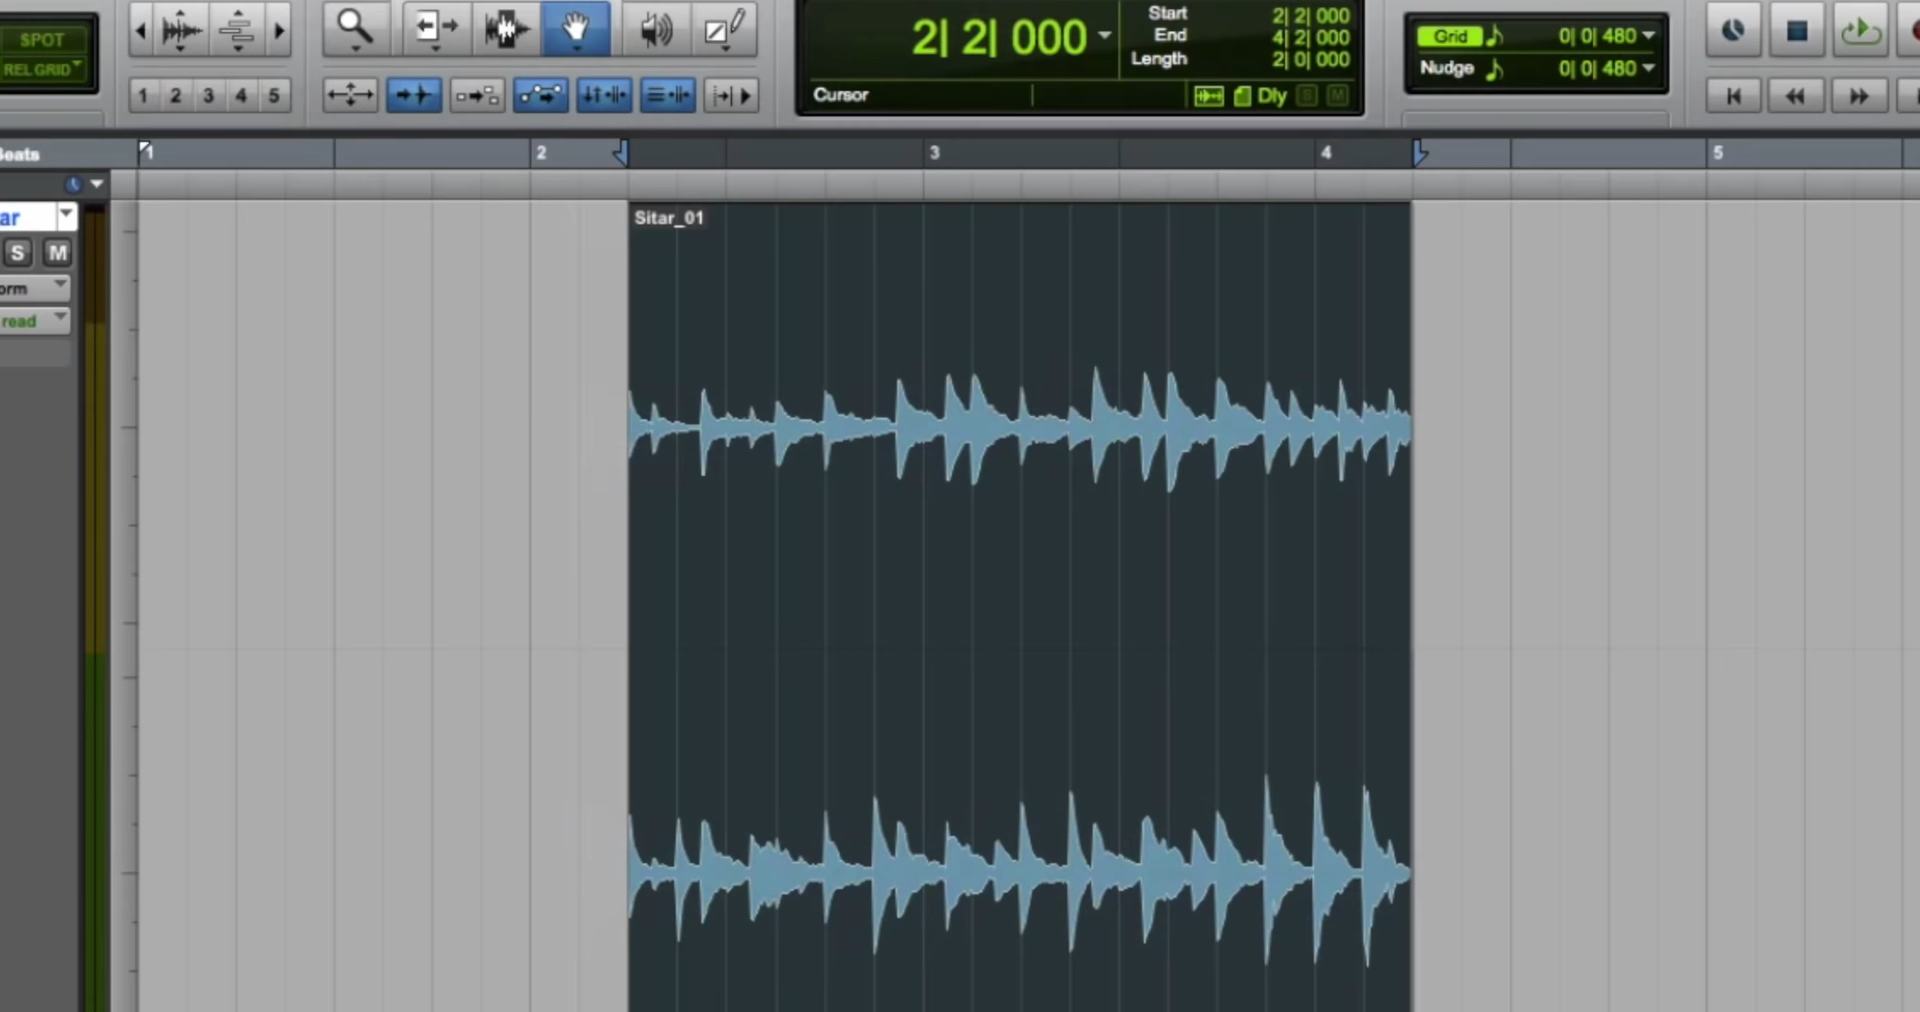 SPOT
REL GRID
1 2 3 4 5
2| 2| 000
Start 2| 2| 000
End 4| 2| 000
Length 2| 0| 000
Cursor
Dly S M
Grid 0| 0| 480
Nudge 0| 0| 480
Beats
1 2 3 4 5
ar
S M
orm
read
Sitar_01